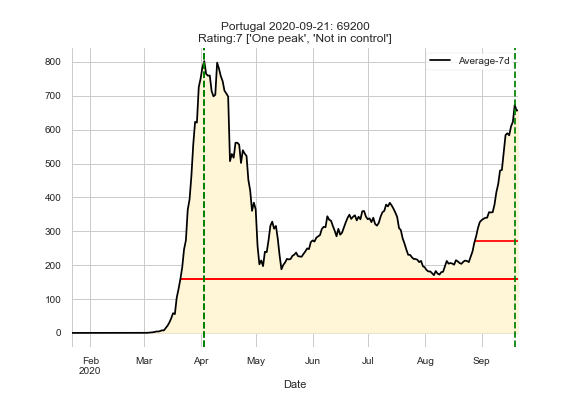 Portugal 2020-09-21: 69200
Rating:7 ['One peak', 'Not in control']
Average-7d
800
700
600
500
400
300
200
100
0
Feb Mar Apr May Jun Jul Aug Sep
2020
Date